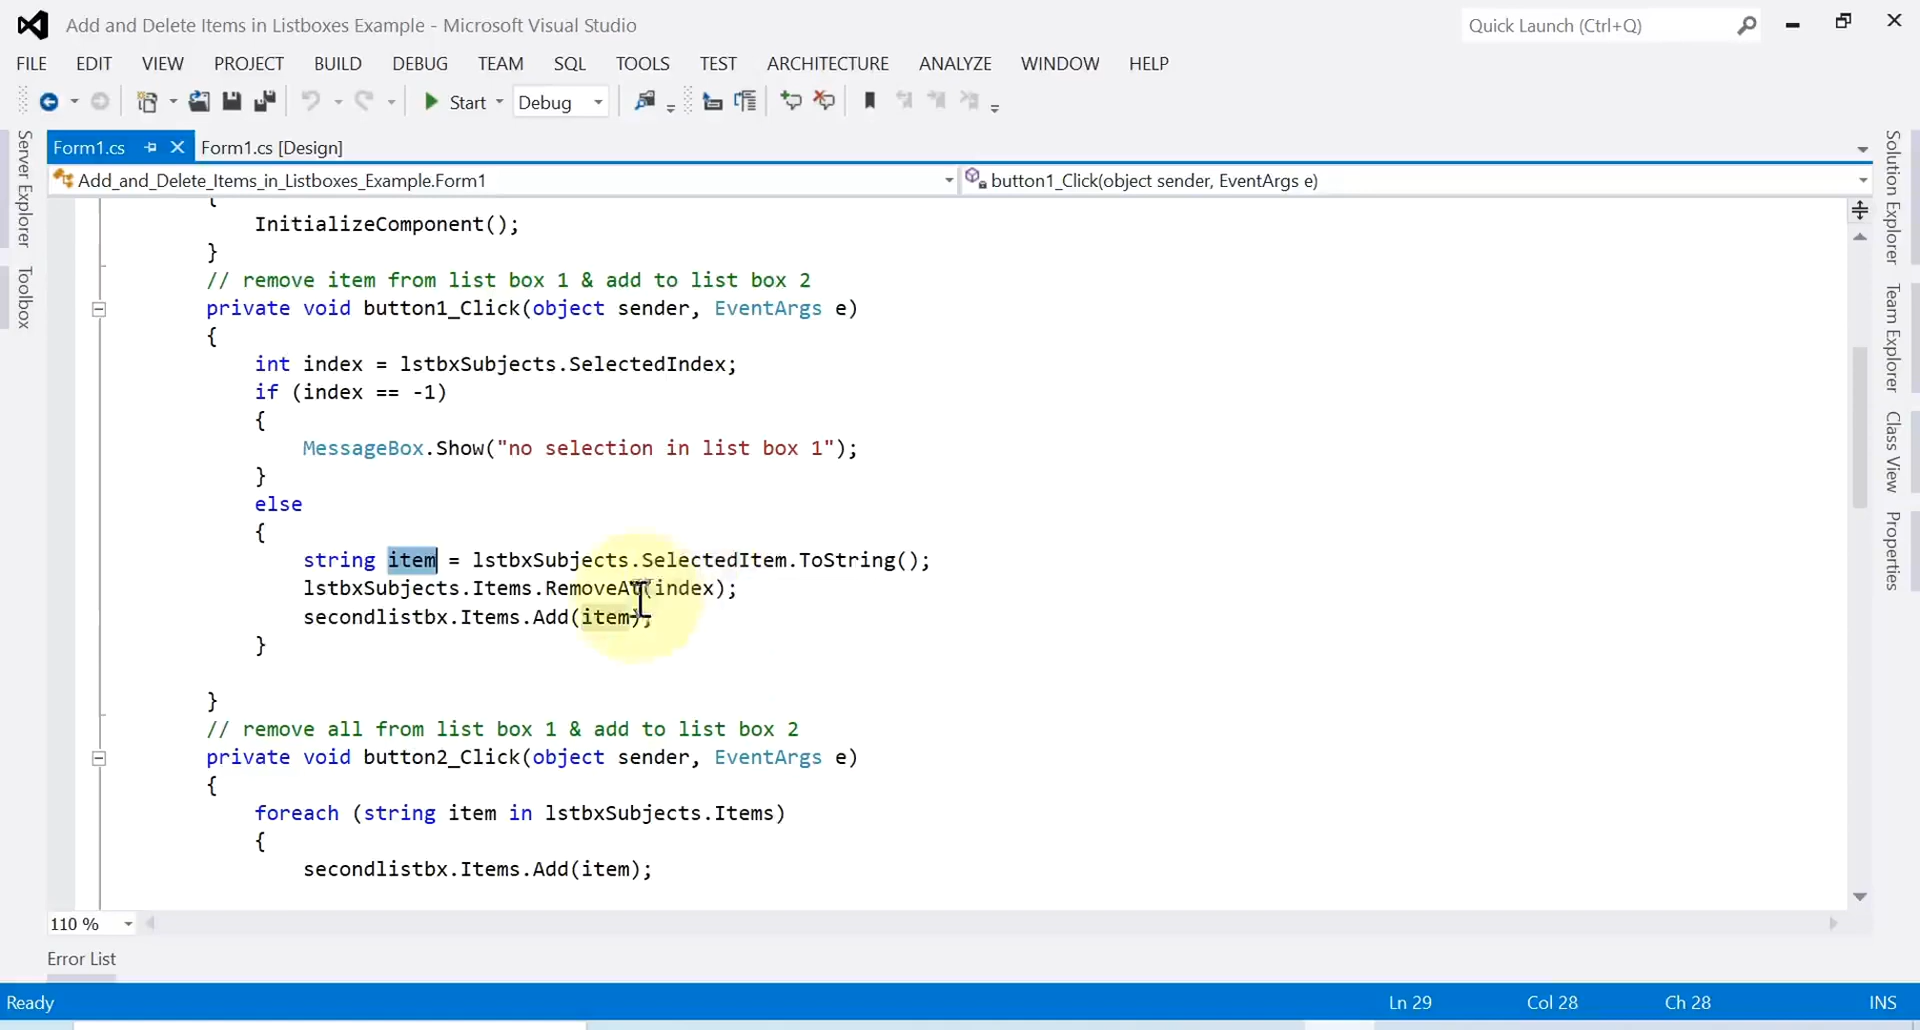 Add and Delete Items in Listboxes Example - Microsoft Visual Studio
Quick Launch (Ctrl+Q)
FILE EDIT VIEW PROJECT BUILD DEBUG TEAM SQL TOOLS TEST ARCHITECTURE ANALYZE WINDOW HELP
Start Debug
Form1.cs Form1.cs [Design]
Add_and_Delete_Items_in_Listboxes_Example.Form1 button1_Click(object sender, EventArgs e)
{
InitializeComponent();
}
// remove item from list box 1 & add to list box 2
private void button1_Click(object sender, EventArgs e)
{
int index = lstbxSubjects.SelectedIndex;
if (index == -1)
{
MessageBox.Show("no selection in list box 1");
}
else
{
string item = lstbxSubjects.SelectedItem.ToString();
lstbxSubjects.Items.RemoveAt(index);
secondlistbx.Items.Add(item);
}
}
// remove all from list box 1 & add to list box 2
private void button2_Click(object sender, EventArgs e)
{
foreach (string item in lstbxSubjects.Items)
{
secondlistbx.Items.Add(item);
110 %
Error List
Ready Ln 29 Col 28 Ch 28 INS
Server Explorer
Toolbox
Solution Explorer
Team Explorer
Class View
Properties